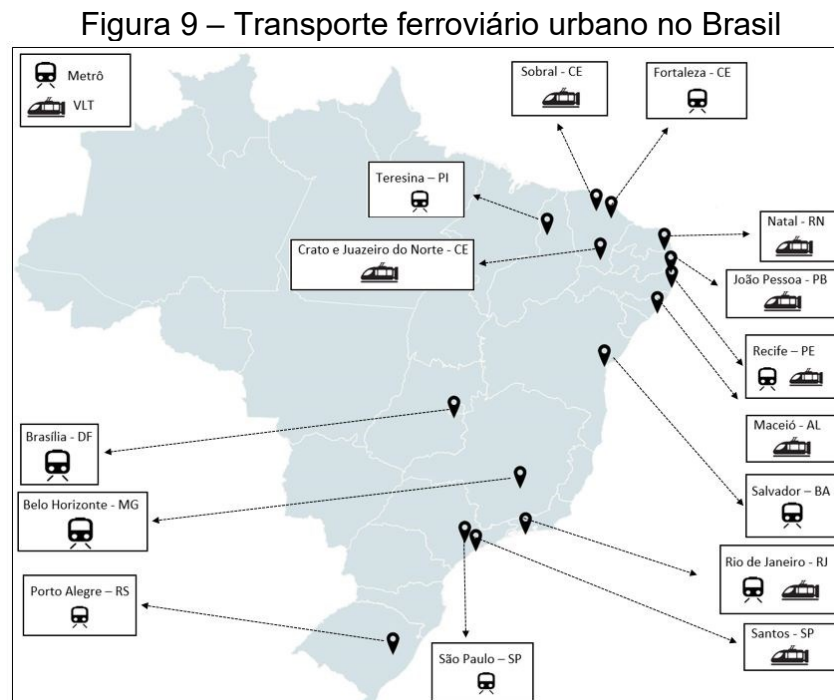 Figura 9 – Transporte ferroviário urbano no Brasil
Metrô
VLT
Sobral - CE
Fortaleza - CE
Teresina – PI
Natal - RN
Crato e Juazeiro do Norte - CE
João Pessoa - PB
Recife – PE
Maceió - AL
Brasília - DF
Salvador – BA
Belo Horizonte - MG
Rio de Janeiro - RJ
Porto Alegre – RS
Santos - SP
São Paulo – SP